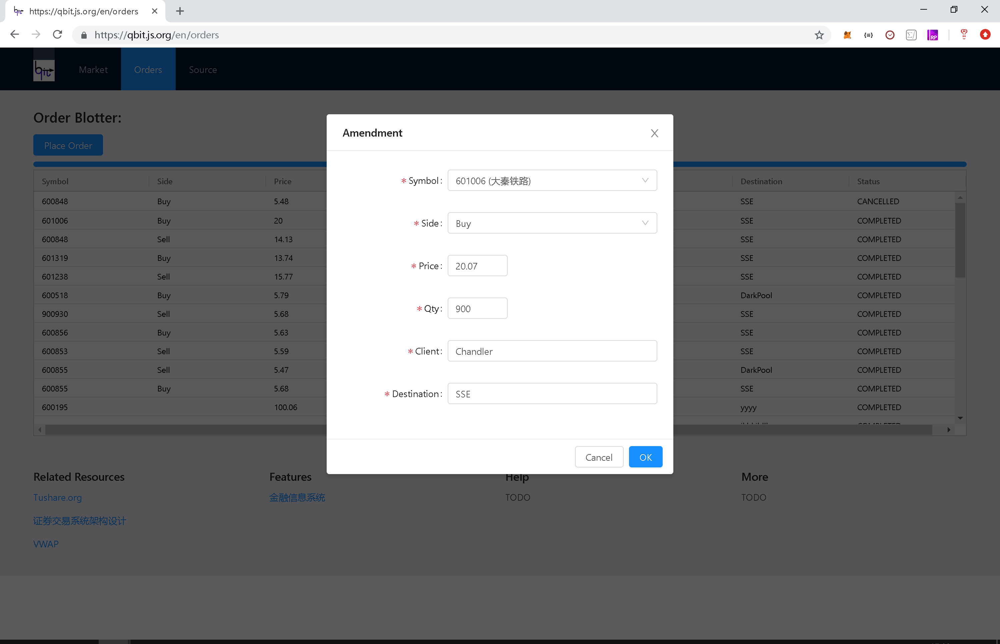 https://qbit.js.org/en/orders
https://qbit.js.org/en/orders
RP
qbit
Market Orders Source
Order Blotter:
Place Order
Symbol Side Price Destination Status
600848 Buy 5.48 SSE CANCELLED
601006 Buy 20 SSE COMPLETED
600848 Sell 14.13 SSE COMPLETED
601319 Buy 13.74 SSE COMPLETED
601238 Sell 15.77 SSE COMPLETED
600518 Buy 5.79 DarkPool COMPLETED
900930 Sell 5.68 SSE COMPLETED
600856 Buy 5.63 SSE COMPLETED
600853 Sell 5.59 SSE COMPLETED
600855 Sell 5.47 DarkPool COMPLETED
600855 Buy 5.68 SSE COMPLETED
600195 100.06 yyyy COMPLETED
Amendment
* Symbol: 601006 (大秦铁路)
* Side: Buy
* Price: 20.07
* Qty: 900
* Client: Chandler
* Destination: SSE
Cancel OK
Related Resources
Tushare.org
证券交易系统架构设计
VWAP
Features
金融信息系统
Help
TODO
More
TODO